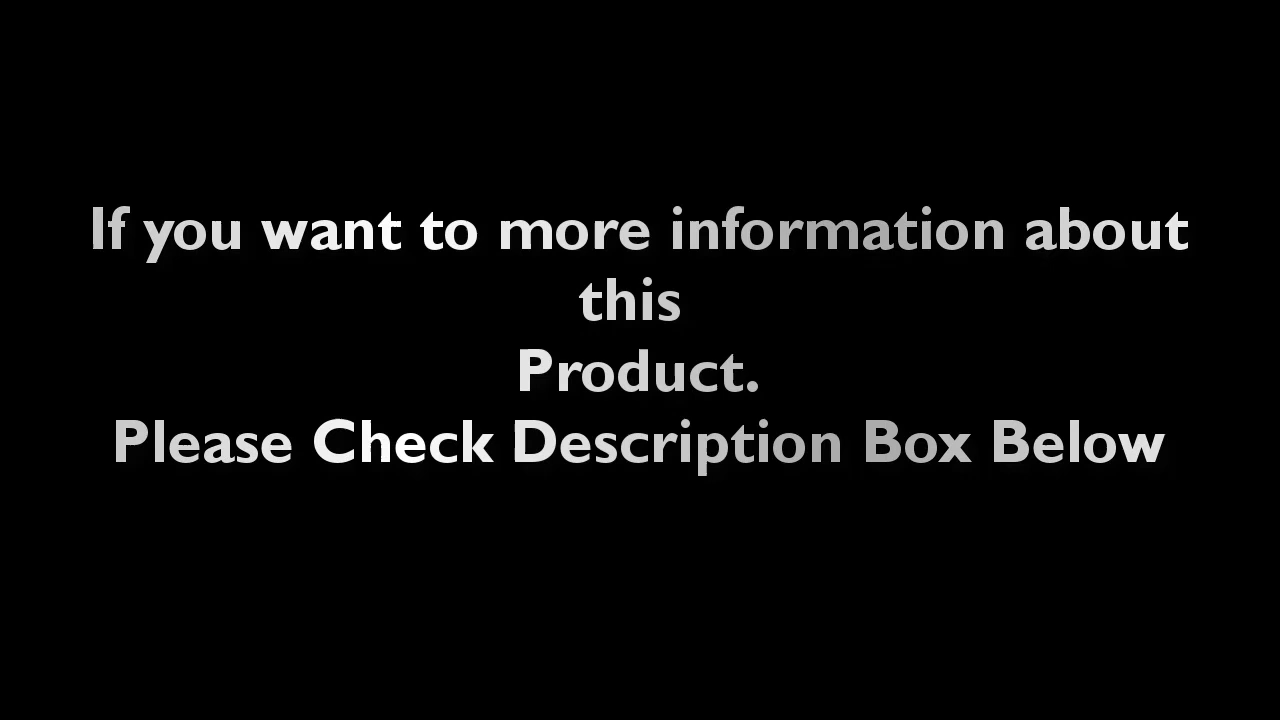 If you want to more information about
this
Product.
Please Check Description Box Below